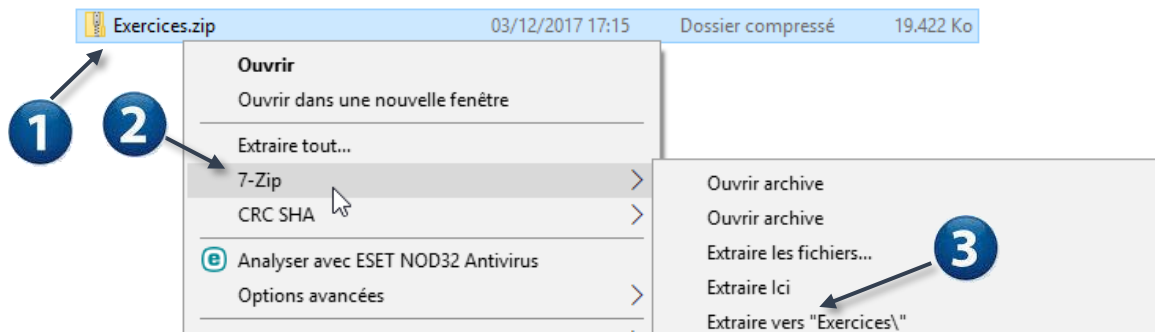 Exercices.zip 03/12/2017 17:15 Dossier compressé 19.422 Ko
1
Ouvrir
Ouvrir dans une nouvelle fenêtre
2
Extraire tout...
7-Zip
CRC SHA
e Analyser avec ESET NOD32 Antivirus
Options avancées
Ouvrir archive
Ouvrir archive
Extraire les fichiers...
3
Extraire Ici
Extraire vers "Exercices\"